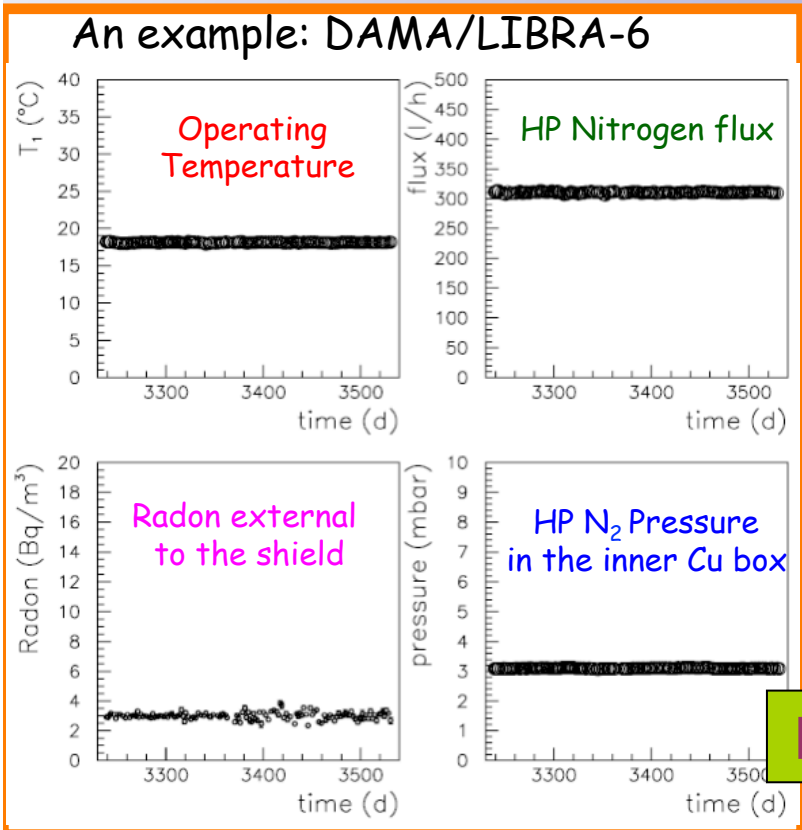 An example: DAMA/LIBRA-6
T₁ (°C)
40
35
30
25
20
15
10
5
0
Operating
Temperature
3300 3400 3500
time (d)
flux (l/h)
500
450
400
350
300
250
200
150
100
50
0
HP Nitrogen flux
3300 3400 3500
time (d)
Radon (Bq/m³)
20
18
16
14
12
10
8
6
4
2
0
Radon external
to the shield
3300 3400 3500
time (d)
pressure (mbar)
10
9
8
7
6
5
4
3
2
1
0
HP N₂ Pressure
in the inner Cu box
3300 3400 3500
time (d)